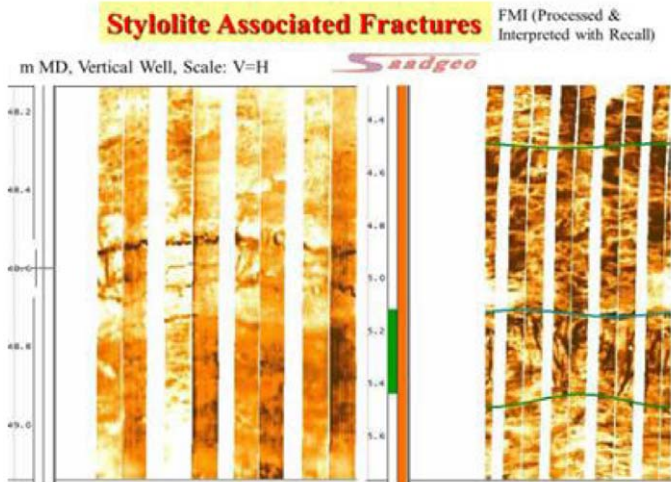 Stylolite Associated Fractures
FMI (Processed &
Interpreted with Recall)
m MD, Vertical Well, Scale: V=H
Saadgeo
48.2
48.4
48.8
49.0
4.4
4.6
4.8
5.0
5.2
5.4
5.6